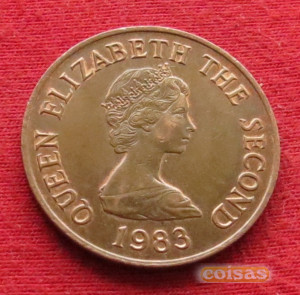 QUEEN ELIZABETH THE SECOND
1983
coisas